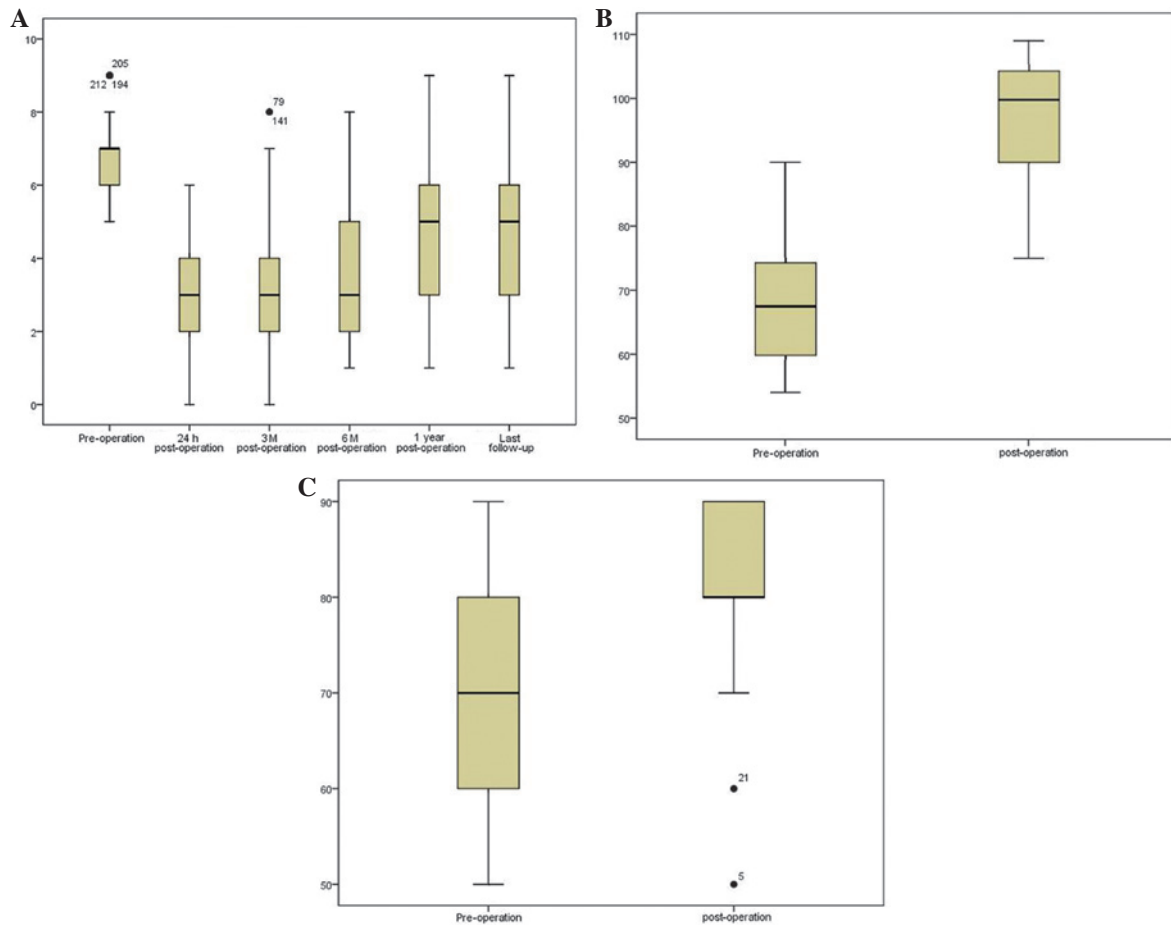 A
10
8
6
4
2
0
205
212 194
79
141
Pre-operation
24 h
post-operation
3M
post-operation
6 M
post-operation
1 year
post-operation
Last
follow-up
B
110
100
90
80
70
60
50
Pre-operation
post-operation
C
90
80
70
60
50
21
5
Pre-operation
post-operation